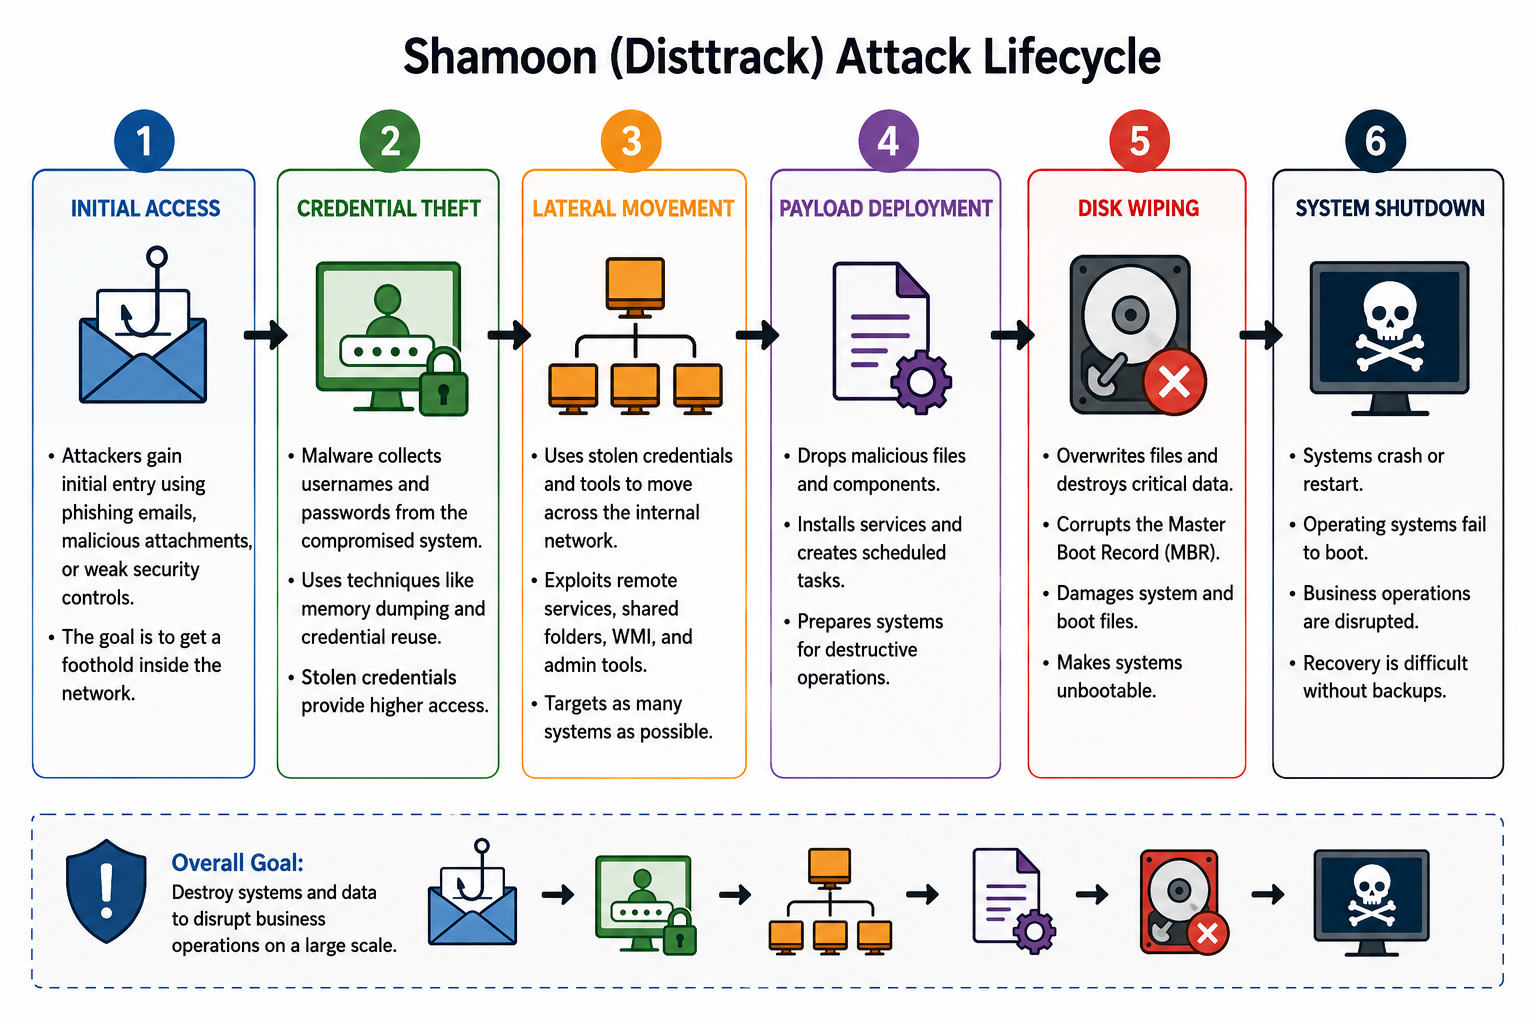 Shamoon (Disttrack) Attack Lifecycle
1
INITIAL ACCESS
• Attackers gain
initial entry using
phishing emails,
malicious attachments,
or weak security
controls.
• The goal is to get a
foothold inside the
network.
2
CREDENTIAL THEFT
• Malware collects
usernames and
passwords from the
compromised system.
• Uses techniques like
memory dumping and
credential reuse.
• Stolen credentials
provide higher access.
3
LATERAL MOVEMENT
• Uses stolen credentials
and tools to move
across the internal
network.
• Exploits remote
services, shared
folders, WMI, and
admin tools.
• Targets as many
systems as possible.
4
PAYLOAD DEPLOYMENT
• Drops malicious files
and components.
• Installs services and
creates scheduled
tasks.
• Prepares systems
for destructive
operations.
5
DISK WIPING
• Overwrites files and
destroys critical data.
• Corrupts the Master
Boot Record (MBR).
• Damages system and
boot files.
• Makes systems
unbootable.
6
SYSTEM SHUTDOWN
• Systems crash or
restart.
• Operating systems fail
to boot.
• Business operations
are disrupted.
• Recovery is difficult
without backups.
Overall Goal:
Destroy systems and data
to disrupt business
operations on a large scale.